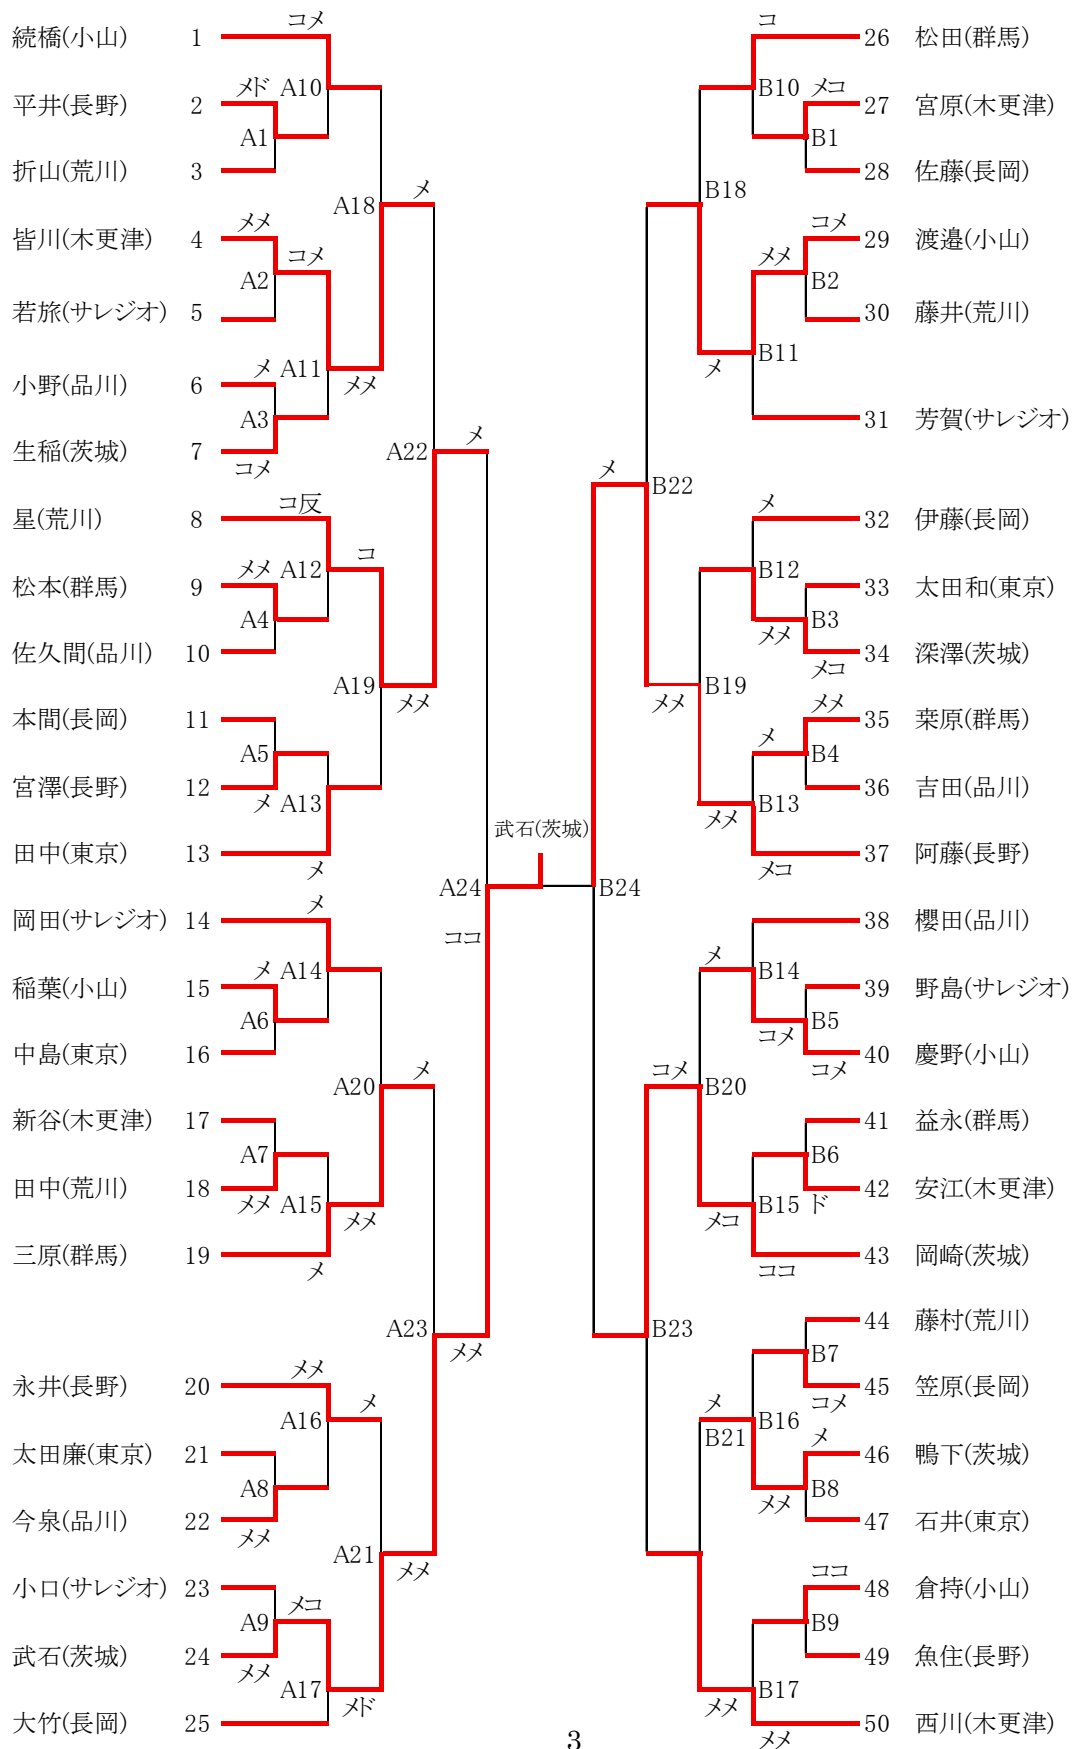 コメ
続橋(小山) 1
メド A10
平井(長野) 2
A1
折山(荒川) 3
A18 メ
メメ
皆川(木更津) 4 コメ
A2
若旅(サレジオ) 5
メ A11
小野(品川) 6 メメ
A3
生稲(茨城) 7
コメ
A22 メ
コ反
星(荒川) 8
コ
メメ A12
松本(群馬) 9
A4
佐久間(品川) 10
A19
メメ
本間(長岡) 11
A5
宮澤(長野) 12
メ A13
田中(東京) 13
メ
武石(茨城)
A24
ココ
メ
岡田(サレジオ) 14
メ A14
稲葉(小山) 15
A6
中島(東京) 16
A20 メ
新谷(木更津) 17
A7
田中(荒川) 18
メメ A15
メメ
三原(群馬) 19
メ
A23
メメ
メメ
永井(長野) 20
A16 メ
太田廉(東京) 21
A8
今泉(品川) 22
メメ
A21
メメ
小口(サレジオ) 23
メコ
A9
武石(茨城) 24
メメ
A17
メド
大竹(長岡) 25
コ
26 松田(群馬)
B10 メコ
27 宮原(木更津)
B1
28 佐藤(長岡)
B18
コメ
29 渡邉(小山)
メメ
B2
30 藤井(荒川)
B11
メ
31 芳賀(サレジオ)
メ
B22
メ
32 伊藤(長岡)
B12
33 太田和(東京)
B3
メメ
34 深澤(茨城)
メコ
B19
メメ
メメ
35 桒原(群馬)
メ
B4
36 吉田(品川)
B13
メメ
37 阿藤(長野)
メコ
B24
38 櫻田(品川)
メ
B14
39 野島(サレジオ)
B5
コメ
40 慶野(小山)
コメ
コメ
B20
41 益永(群馬)
B6
42 安江(木更津)
B15 ド
メコ
43 岡崎(茨城)
ココ
B23
44 藤村(荒川)
B7
45 笠原(長岡)
コメ
メ
B16
B21
メ
46 鴨下(茨城)
B8
メメ
47 石井(東京)
ココ
48 倉持(小山)
B9
49 魚住(長野)
B17
メメ
50 西川(木更津)
メメ
3